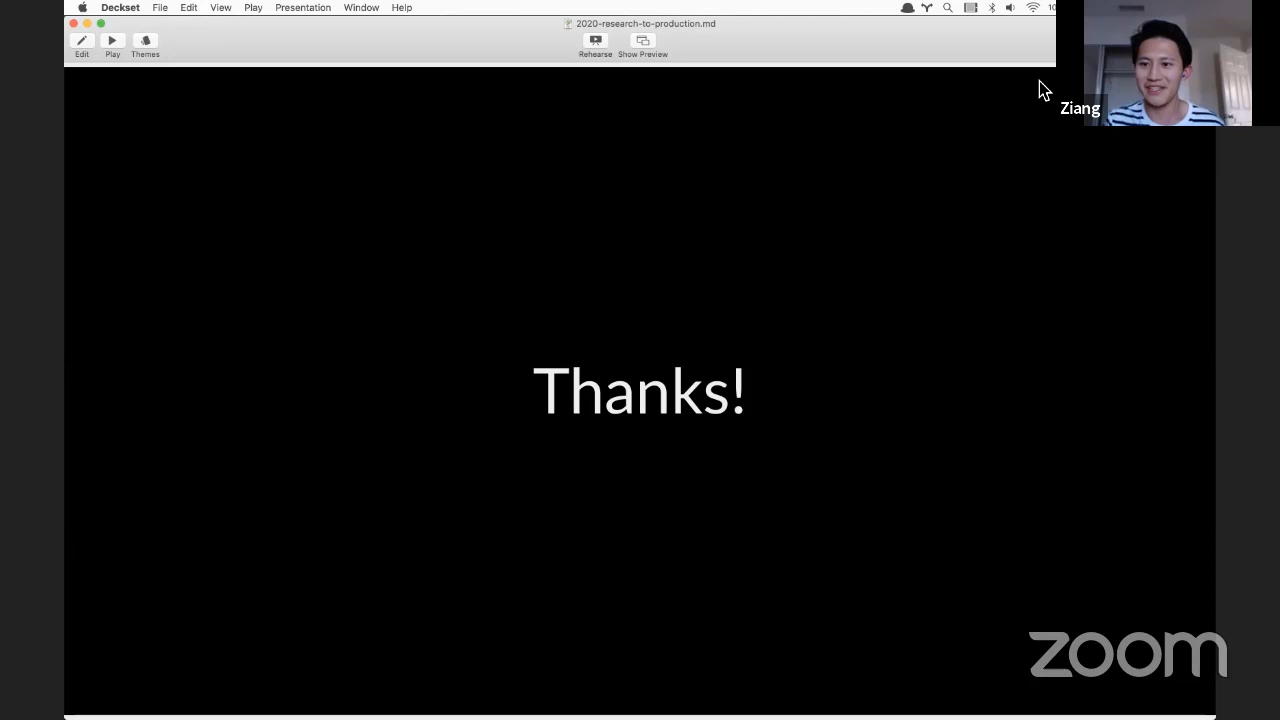 Deckset File Edit View Play Presentation Window Help 10
2020-research-to-production.md
Edit Play Themes Rehearse Show Preview
Ziang
Thanks!
zoom